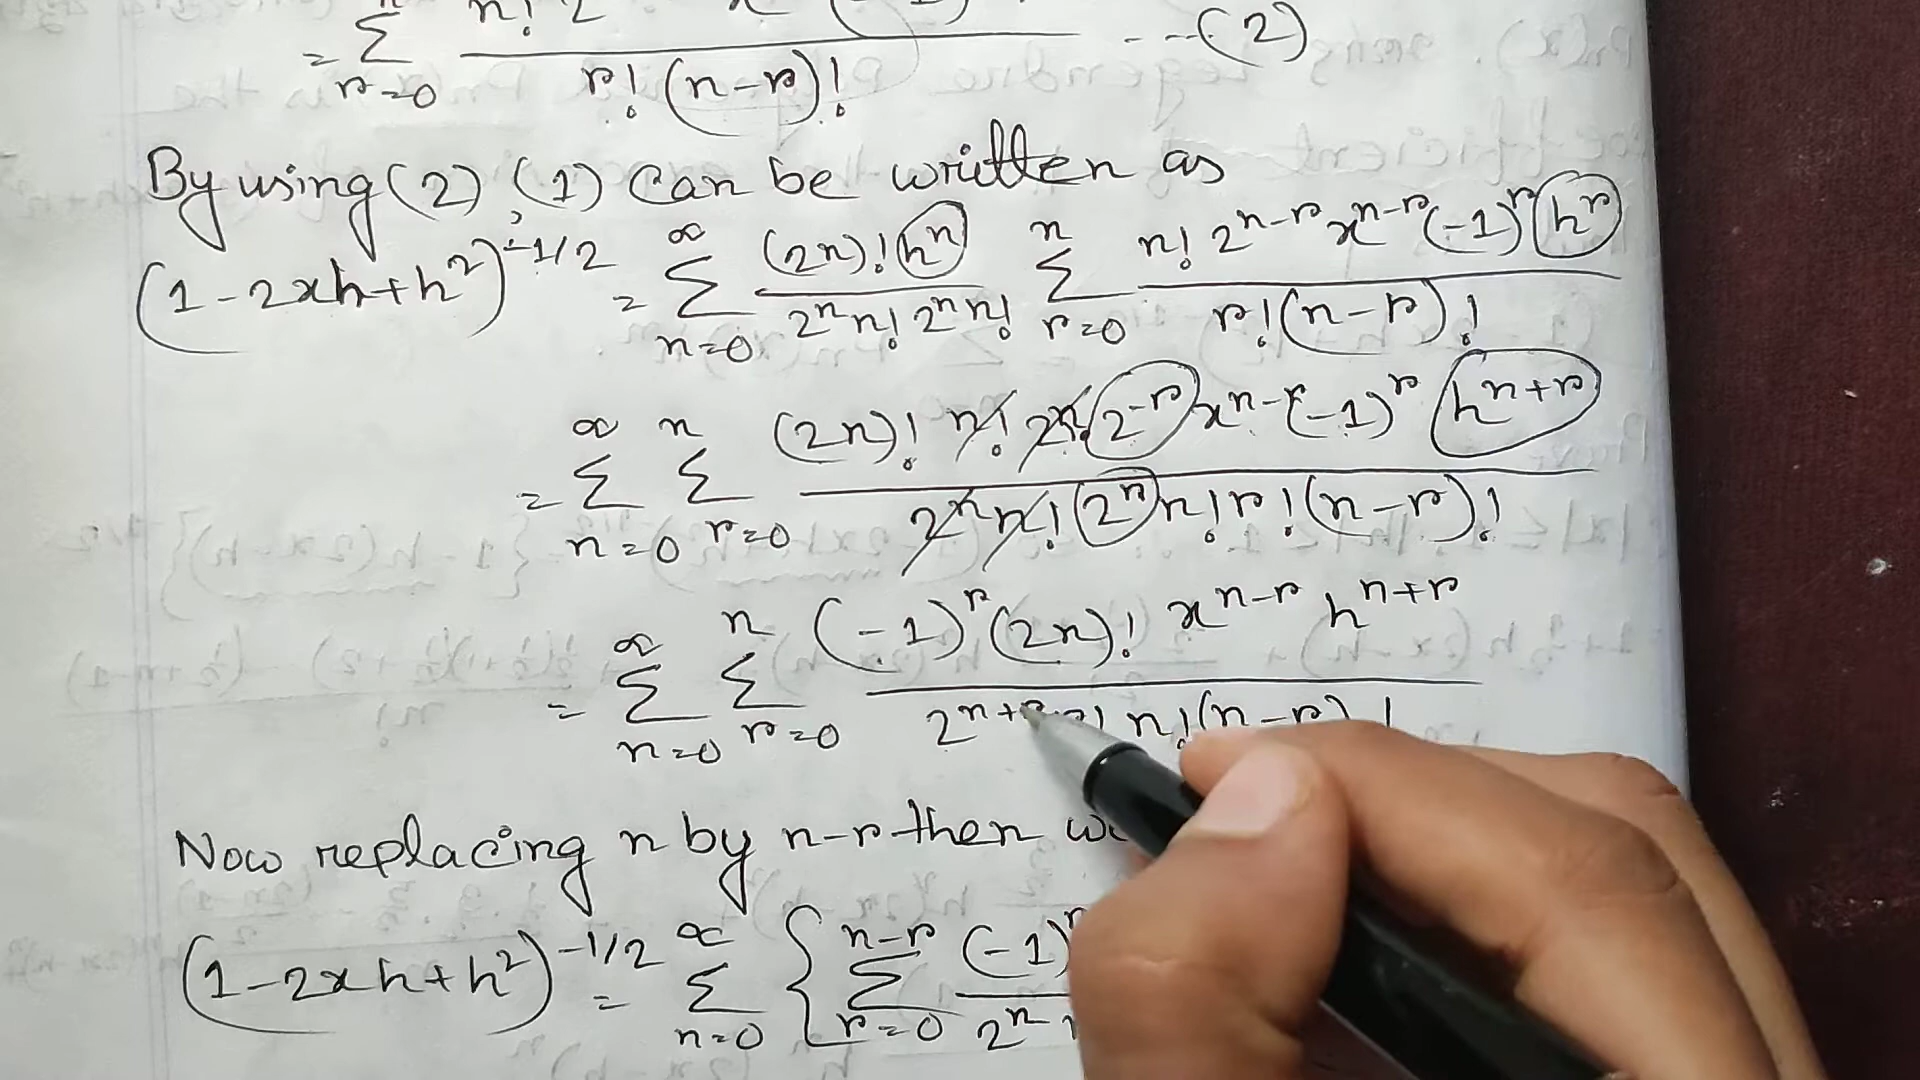 = Σ_{r=0}^{n} n! 2 x (-1) / r! (n-r)! ---(2)
By using (2), (1) can be written as
(1-2xh+h²)^{-1/2} = Σ_{n=0}^{∞} (2n)! h^n / 2^n n! 2^n n! Σ_{r=0}^{n} n! 2^{n-r} x^{n-r} (-1)^r h^r / r! (n-r)!
= Σ_{n=0}^{∞} Σ_{r=0}^{n} (2n)! n! 2^n 2^{-r} x^{n-r} (-1)^r h^{n+r} / 2^n n! 2^n n! r! (n-r)!
= Σ_{n=0}^{∞} Σ_{r=0}^{n} (-1)^r (2n)! x^{n-r} h^{n+r} / 2^{n+r} r! n! (n-r)!
Now replacing n by n-r then we
(1-2xh+h²)^{-1/2} = Σ_{n=0}^{∞} { Σ_{r=0}^{n-r} (-1)^r / 2^n